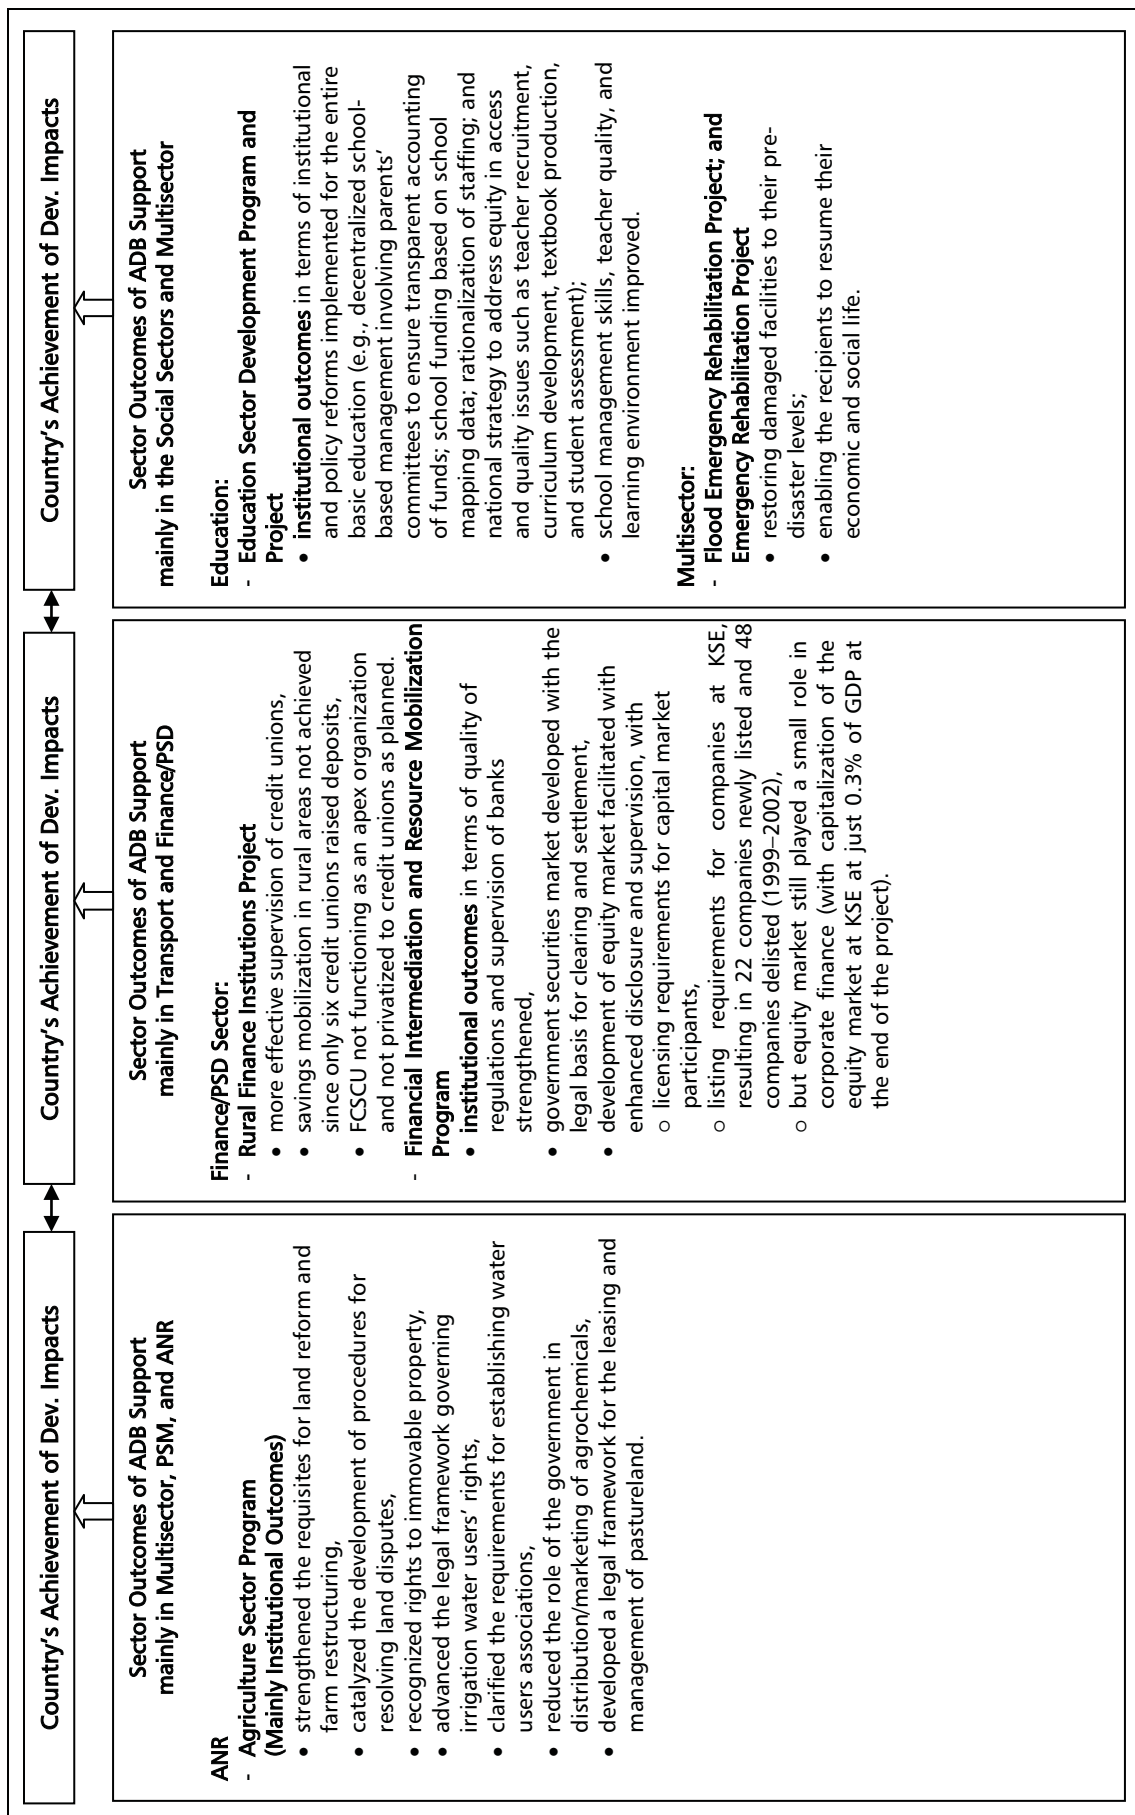 Country's Achievement of Dev. Impacts
Sector Outcomes of ADB Support
mainly in Multisector, PSM, and ANR
ANR
- Agriculture Sector Program
(Mainly Institutional Outcomes)
• strengthened the requisites for land reform and
farm restructuring,
• catalyzed the development of procedures for
resolving land disputes,
• recognized rights to immovable property,
• advanced the legal framework governing
irrigation water users' rights,
• clarified the requirements for establishing water
users associations,
• reduced the role of the government in
distribution/marketing of agrochemicals,
• developed a legal framework for the leasing and
management of pastureland.
Country's Achievement of Dev. Impacts
Sector Outcomes of ADB Support
mainly in Transport and Finance/PSD
Finance/PSD Sector:
- Rural Finance Institutions Project
• more effective supervision of credit unions,
• savings mobilization in rural areas not achieved
since only six credit unions raised deposits,
• FCSCU not functioning as an apex organization
and not privatized to credit unions as planned.
- Financial Intermediation and Resource Mobilization
Program
• institutional outcomes in terms of quality of
regulations and supervision of banks
strengthened,
• government securities market developed with the
legal basis for clearing and settlement,
• development of equity market facilitated with
enhanced disclosure and supervision, with
○ licensing requirements for capital market
participants,
○ listing requirements for companies at KSE,
resulting in 22 companies newly listed and 48
companies delisted (1999–2002),
○ but equity market still played a small role in
corporate finance (with capitalization of the
equity market at KSE at just 0.3% of GDP at
the end of the project).
Country's Achievement of Dev. Impacts
Sector Outcomes of ADB Support
mainly in the Social Sectors and Multisector
Education:
- Education Sector Development Program and
Project
• institutional outcomes in terms of institutional
and policy reforms implemented for the entire
basic education (e.g., decentralized school-
based management involving parents'
committees to ensure transparent accounting
of funds; school funding based on school
mapping data; rationalization of staffing; and
national strategy to address equity in access
and quality issues such as teacher recruitment,
curriculum development, textbook production,
and student assessment);
• school management skills, teacher quality, and
learning environment improved.
Multisector:
- Flood Emergency Rehabilitation Project; and
Emergency Rehabilitation Project
• restoring damaged facilities to their pre-
disaster levels;
• enabling the recipients to resume their
economic and social life.